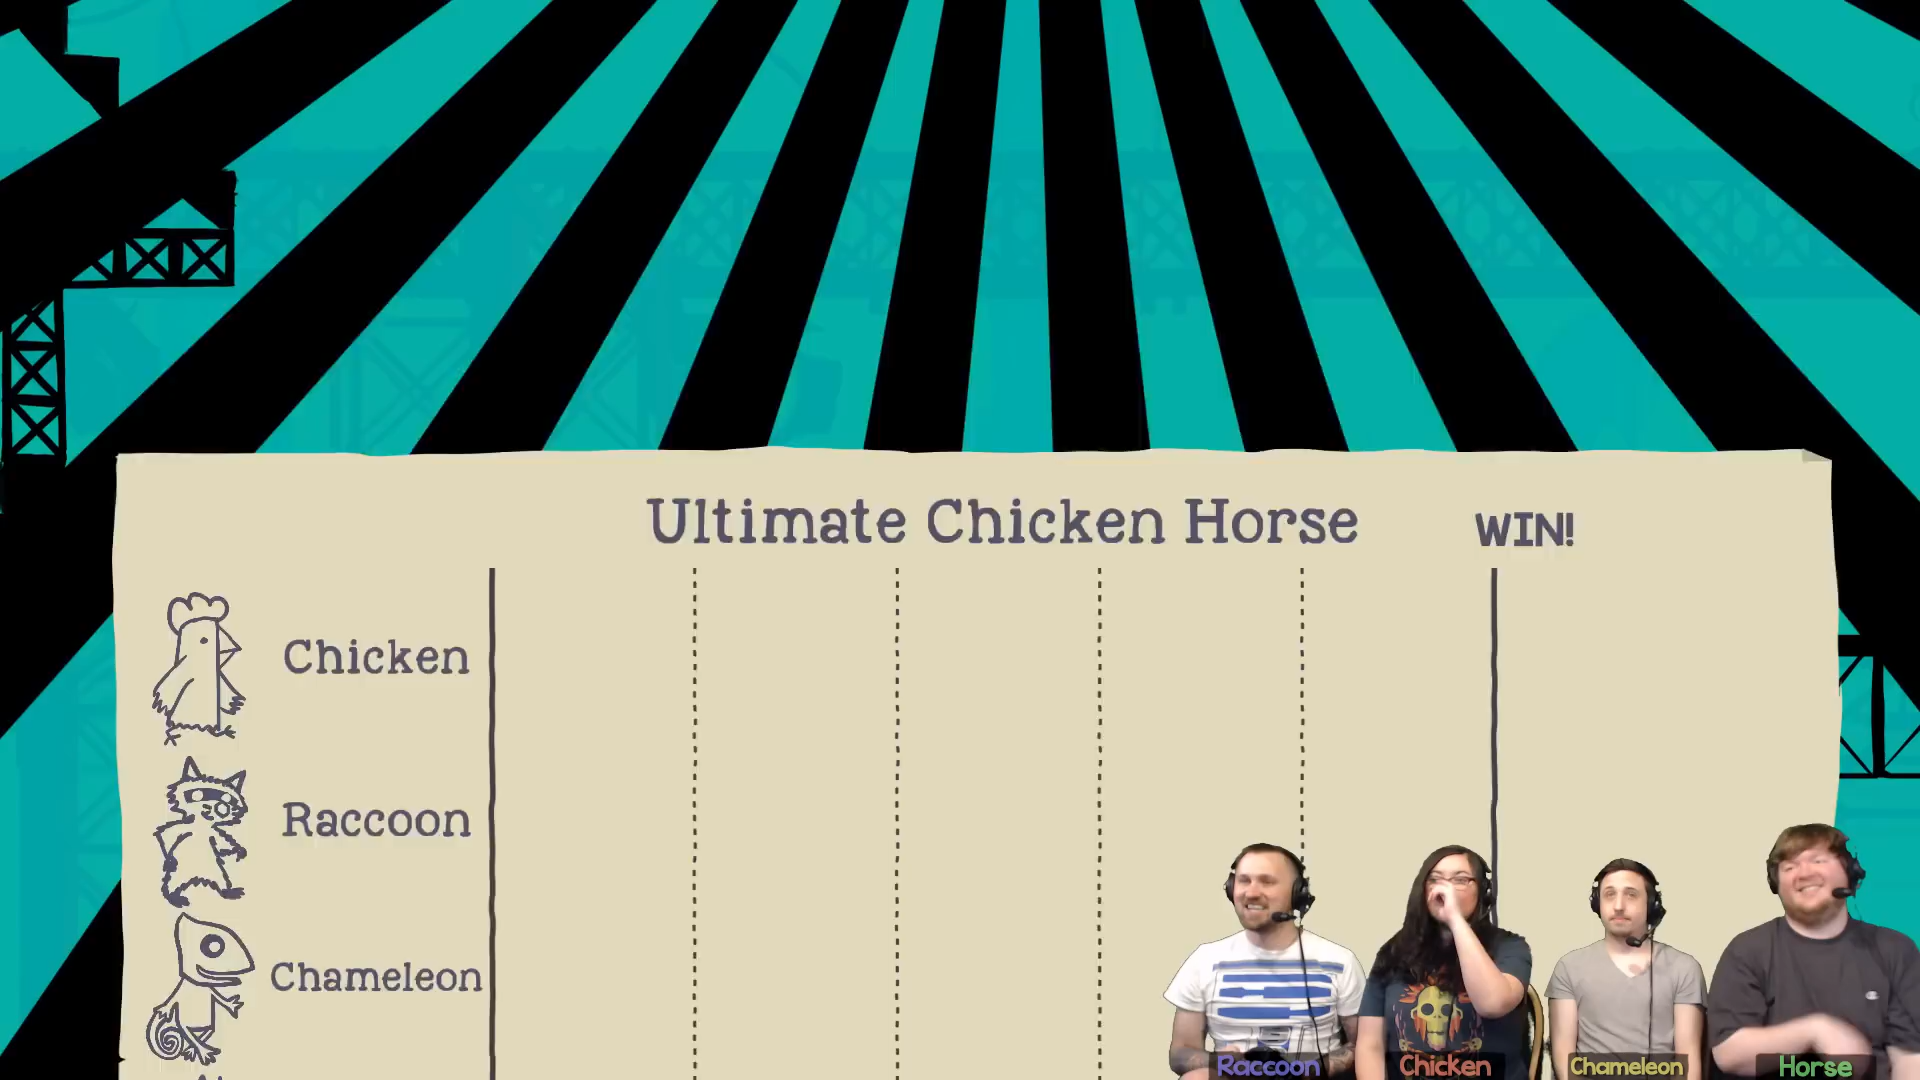 Ultimate Chicken Horse
WIN!
Chicken
Raccoon
Chameleon
Raccoon
Chicken
Chameleon
Horse